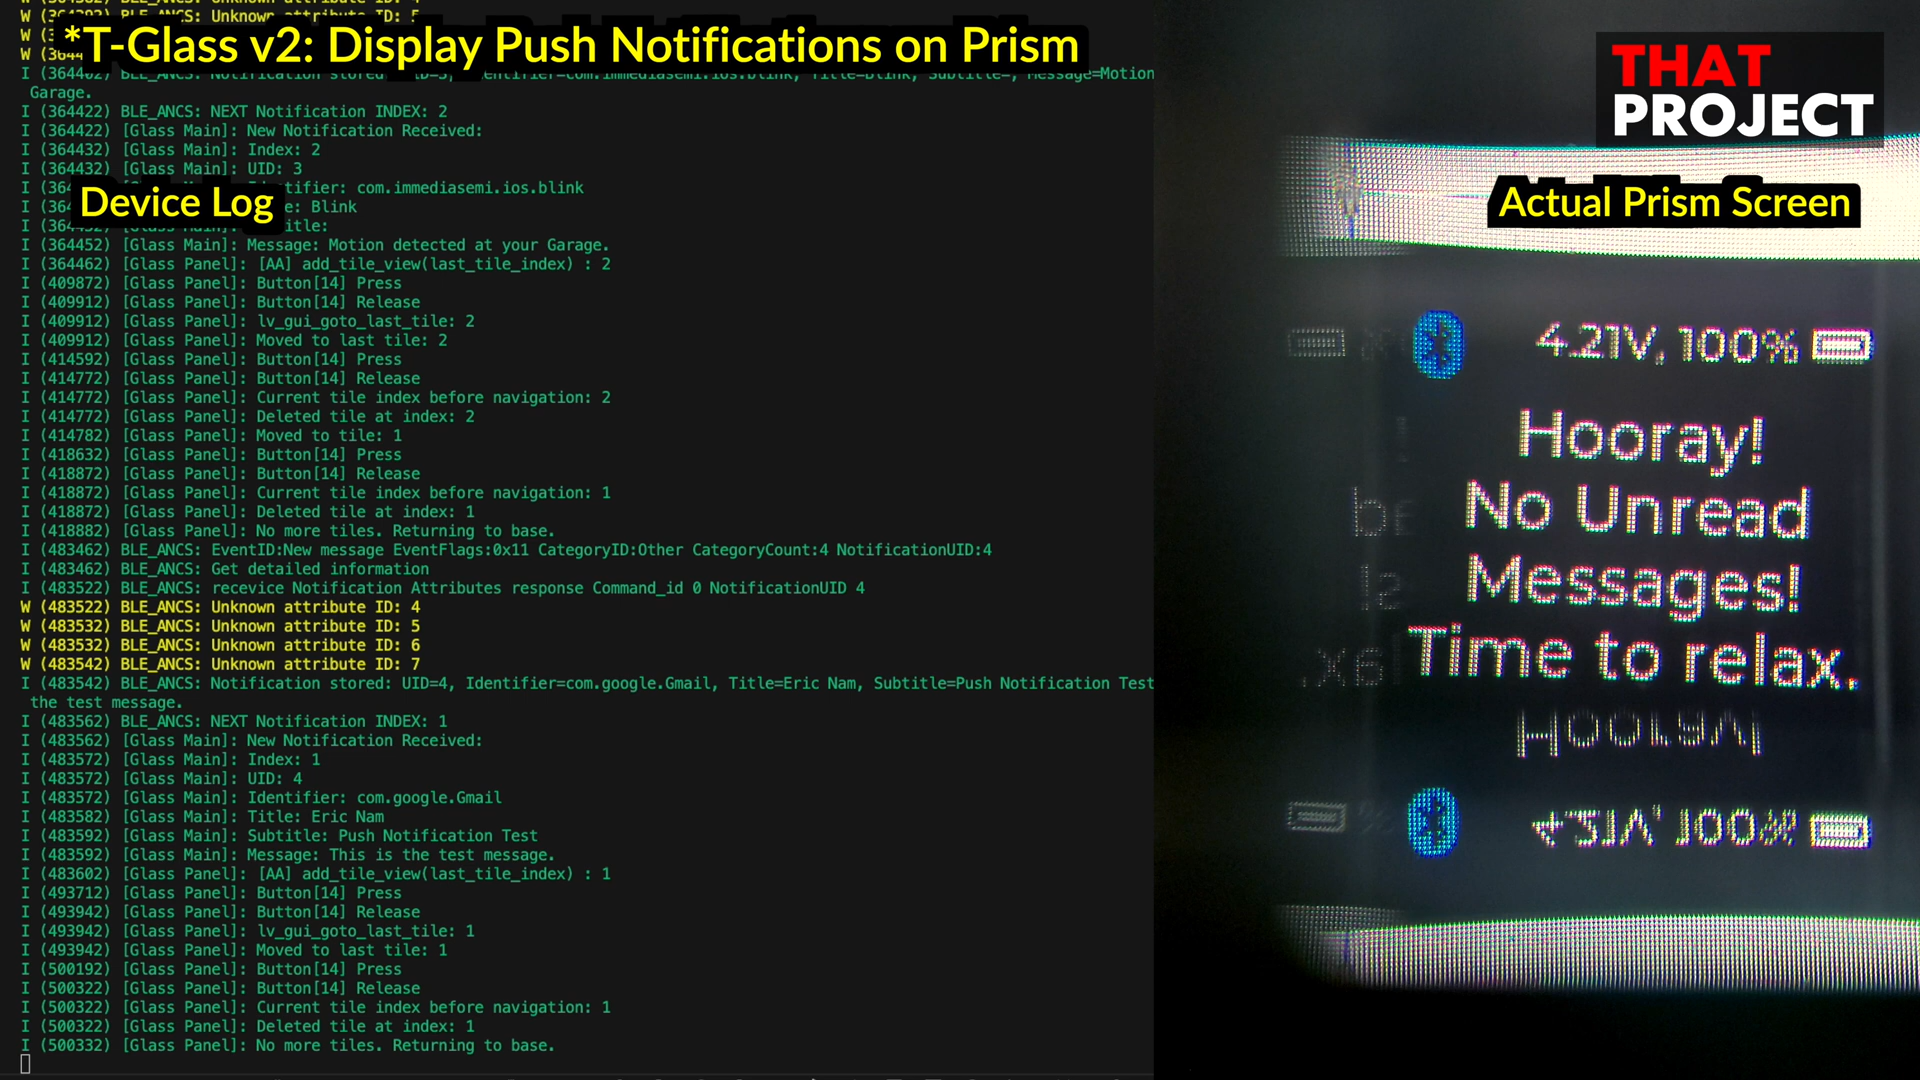 W (364392) BLE_ANCS: Unknown attribute ID: 5
*T-Glass v2: Display Push Notifications on Prism
THAT
PROJECT
Garage.
I (364422) BLE_ANCS: NEXT Notification INDEX: 2
I (364422) [Glass Main]: New Notification Received:
I (364432) [Glass Main]: Index: 2
I (364432) [Glass Main]: UID: 3
com.immediasemi.ios.blink
Device Log
Blink
I (364452) [Glass Main]: Message: Motion detected at your Garage.
I (364462) [Glass Panel]: [AA] add_tile_view(last_tile_index) : 2
I (409872) [Glass Panel]: Button[14] Press
I (409912) [Glass Panel]: Button[14] Release
I (409912) [Glass Panel]: lv_gui_goto_last_tile: 2
I (409912) [Glass Panel]: Moved to last tile: 2
I (414592) [Glass Panel]: Button[14] Press
I (414772) [Glass Panel]: Button[14] Release
I (414772) [Glass Panel]: Current tile index before navigation: 2
I (414772) [Glass Panel]: Deleted tile at index: 2
I (414782) [Glass Panel]: Moved to tile: 1
I (418632) [Glass Panel]: Button[14] Press
I (418872) [Glass Panel]: Button[14] Release
I (418872) [Glass Panel]: Current tile index before navigation: 1
I (418872) [Glass Panel]: Deleted tile at index: 1
I (418882) [Glass Panel]: No more tiles. Returning to base.
I (483462) BLE_ANCS: EventID:New message EventFlags:0x11 CategoryID:Other CategoryCount:4 NotificationUID:4
I (483462) BLE_ANCS: Get detailed information
I (483522) BLE_ANCS: recevice Notification Attributes response Command_id 0 NotificationUID 4
W (483522) BLE_ANCS: Unknown attribute ID: 4
W (483532) BLE_ANCS: Unknown attribute ID: 5
W (483532) BLE_ANCS: Unknown attribute ID: 6
W (483542) BLE_ANCS: Unknown attribute ID: 7
I (483542) BLE_ANCS: Notification stored: UID=4, Identifier=com.google.Gmail, Title=Eric Nam, Subtitle=Push Notification Test
the test message.
I (483562) BLE_ANCS: NEXT Notification INDEX: 1
I (483562) [Glass Main]: New Notification Received:
I (483572) [Glass Main]: Index: 1
I (483572) [Glass Main]: UID: 4
I (483572) [Glass Main]: Identifier: com.google.Gmail
I (483582) [Glass Main]: Title: Eric Nam
I (483592) [Glass Main]: Subtitle: Push Notification Test
I (483592) [Glass Main]: Message: This is the test message.
I (483602) [Glass Panel]: [AA] add_tile_view(last_tile_index) : 1
I (493712) [Glass Panel]: Button[14] Press
I (493942) [Glass Panel]: Button[14] Release
I (493942) [Glass Panel]: lv_gui_goto_last_tile: 1
I (493942) [Glass Panel]: Moved to last tile: 1
I (500192) [Glass Panel]: Button[14] Press
I (500322) [Glass Panel]: Button[14] Release
I (500322) [Glass Panel]: Current tile index before navigation: 1
I (500322) [Glass Panel]: Deleted tile at index: 1
I (500332) [Glass Panel]: No more tiles. Returning to base.
Actual Prism Screen
4.21V, 100%
Hooray!
No Unread
Messages!
Time to relax.